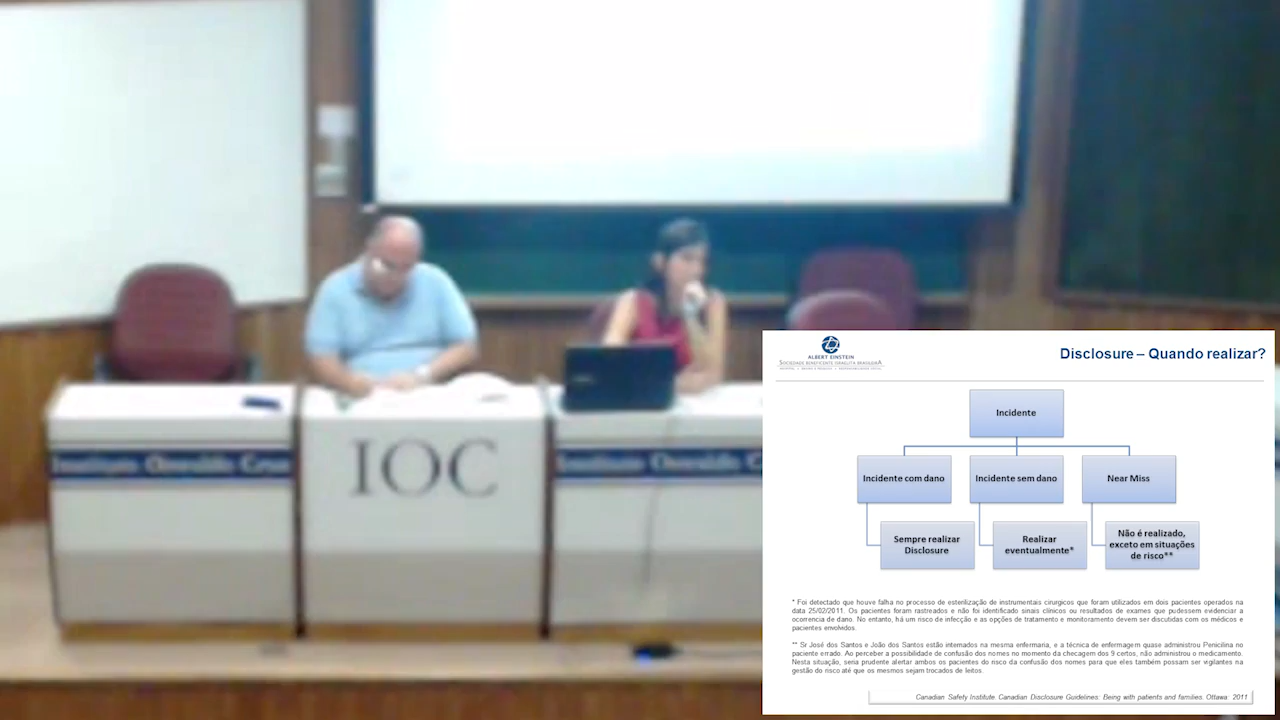 Instituto Oswaldo Cruz
IOC
Instituto Oswaldo C
ALBERT EINSTEIN
SOCIEDADE BENEFICENTE ISRAELITA BRASILEIRA
Disclosure – Quando realizar?
Incidente
Incidente com dano
Incidente sem dano
Near Miss
Sempre realizar
Disclosure
Realizar
eventualmente*
Não é realizado,
exceto em situações
de risco**
* Foi detectado que houve falha no processo de esterilização de instrumentais cirurgicos que foram utilizados em dois pacientes operados na
data 25/02/2011. Os pacientes foram rastreados e não foi identificado sinais clínicos ou resultados de exames que pudessem evidenciar a
ocorrencia de dano. No entanto, há um risco de infecção e as opções de tratamento e monitoramento devem ser discutidas com os médicos e
pacientes envolvidos.
** Sr José dos Santos e João dos Santos estão internados na mesma enfermaria, e a técnica de enfermagem quase administrou Penicilina no
paciente errado. Ao perceber a possibilidade de confusão dos nomes no momento da checagem dos 9 certos, não administrou o medicamento.
Nesta situação, seria prudente alertar ambos os pacientes do risco da confusão dos nomes para que eles também possam ser vigilantes na
gestão do risco até que os mesmos sejam trocados de leitos.
Canadian Safety Institute. Canadian Disclosure Guidelines: Being with patients and families. Ottawa: 2011